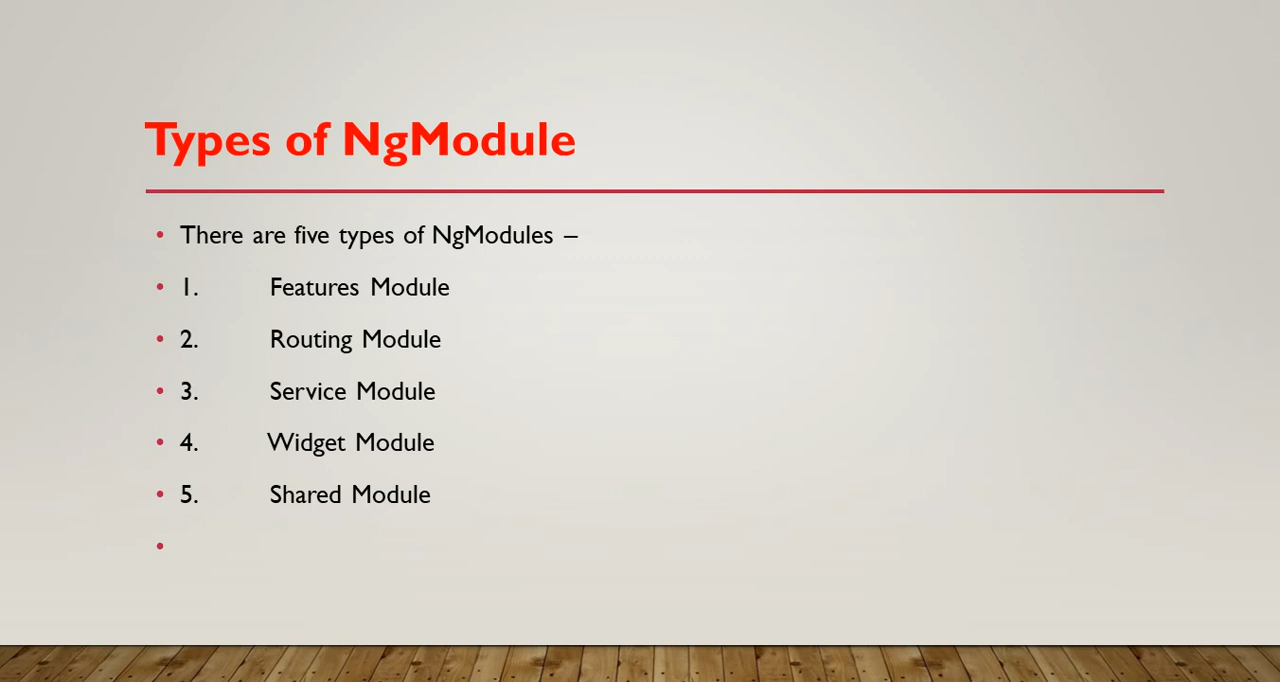 Types of NgModule
• There are five types of NgModules –
• 1. Features Module
• 2. Routing Module
• 3. Service Module
• 4. Widget Module
• 5. Shared Module
•